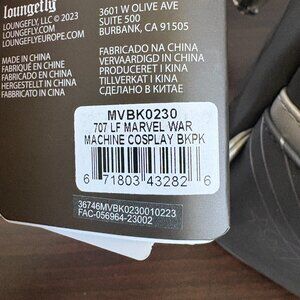 loungefly
LOUNGEFLY, LLC © 2023
LOUNGEFLY.COM
LOUNGEFLYEUROPE.COM
MADE IN CHINA
FABRIQUÉ EN CHINE
FABRICADO EN CHINA
HERGESTELLT IN CHINA
FABBRICATO IN CINA
3601 W OLIVE AVE
SUITE 500
BURBANK, CA 91505
FABRICADO NA CHINA
VERVAARDIGD IN CHINA
PRODUCERET I KINA
TILLVERKAT I KINA
СДЕЛАНО В КИТАЕ
MVBK0230
707 LF MARVEL WAR
MACHINE COSPLAY BKPK
6 71803 43282 6
36746MVBK0230010223
FAC-056964-23002